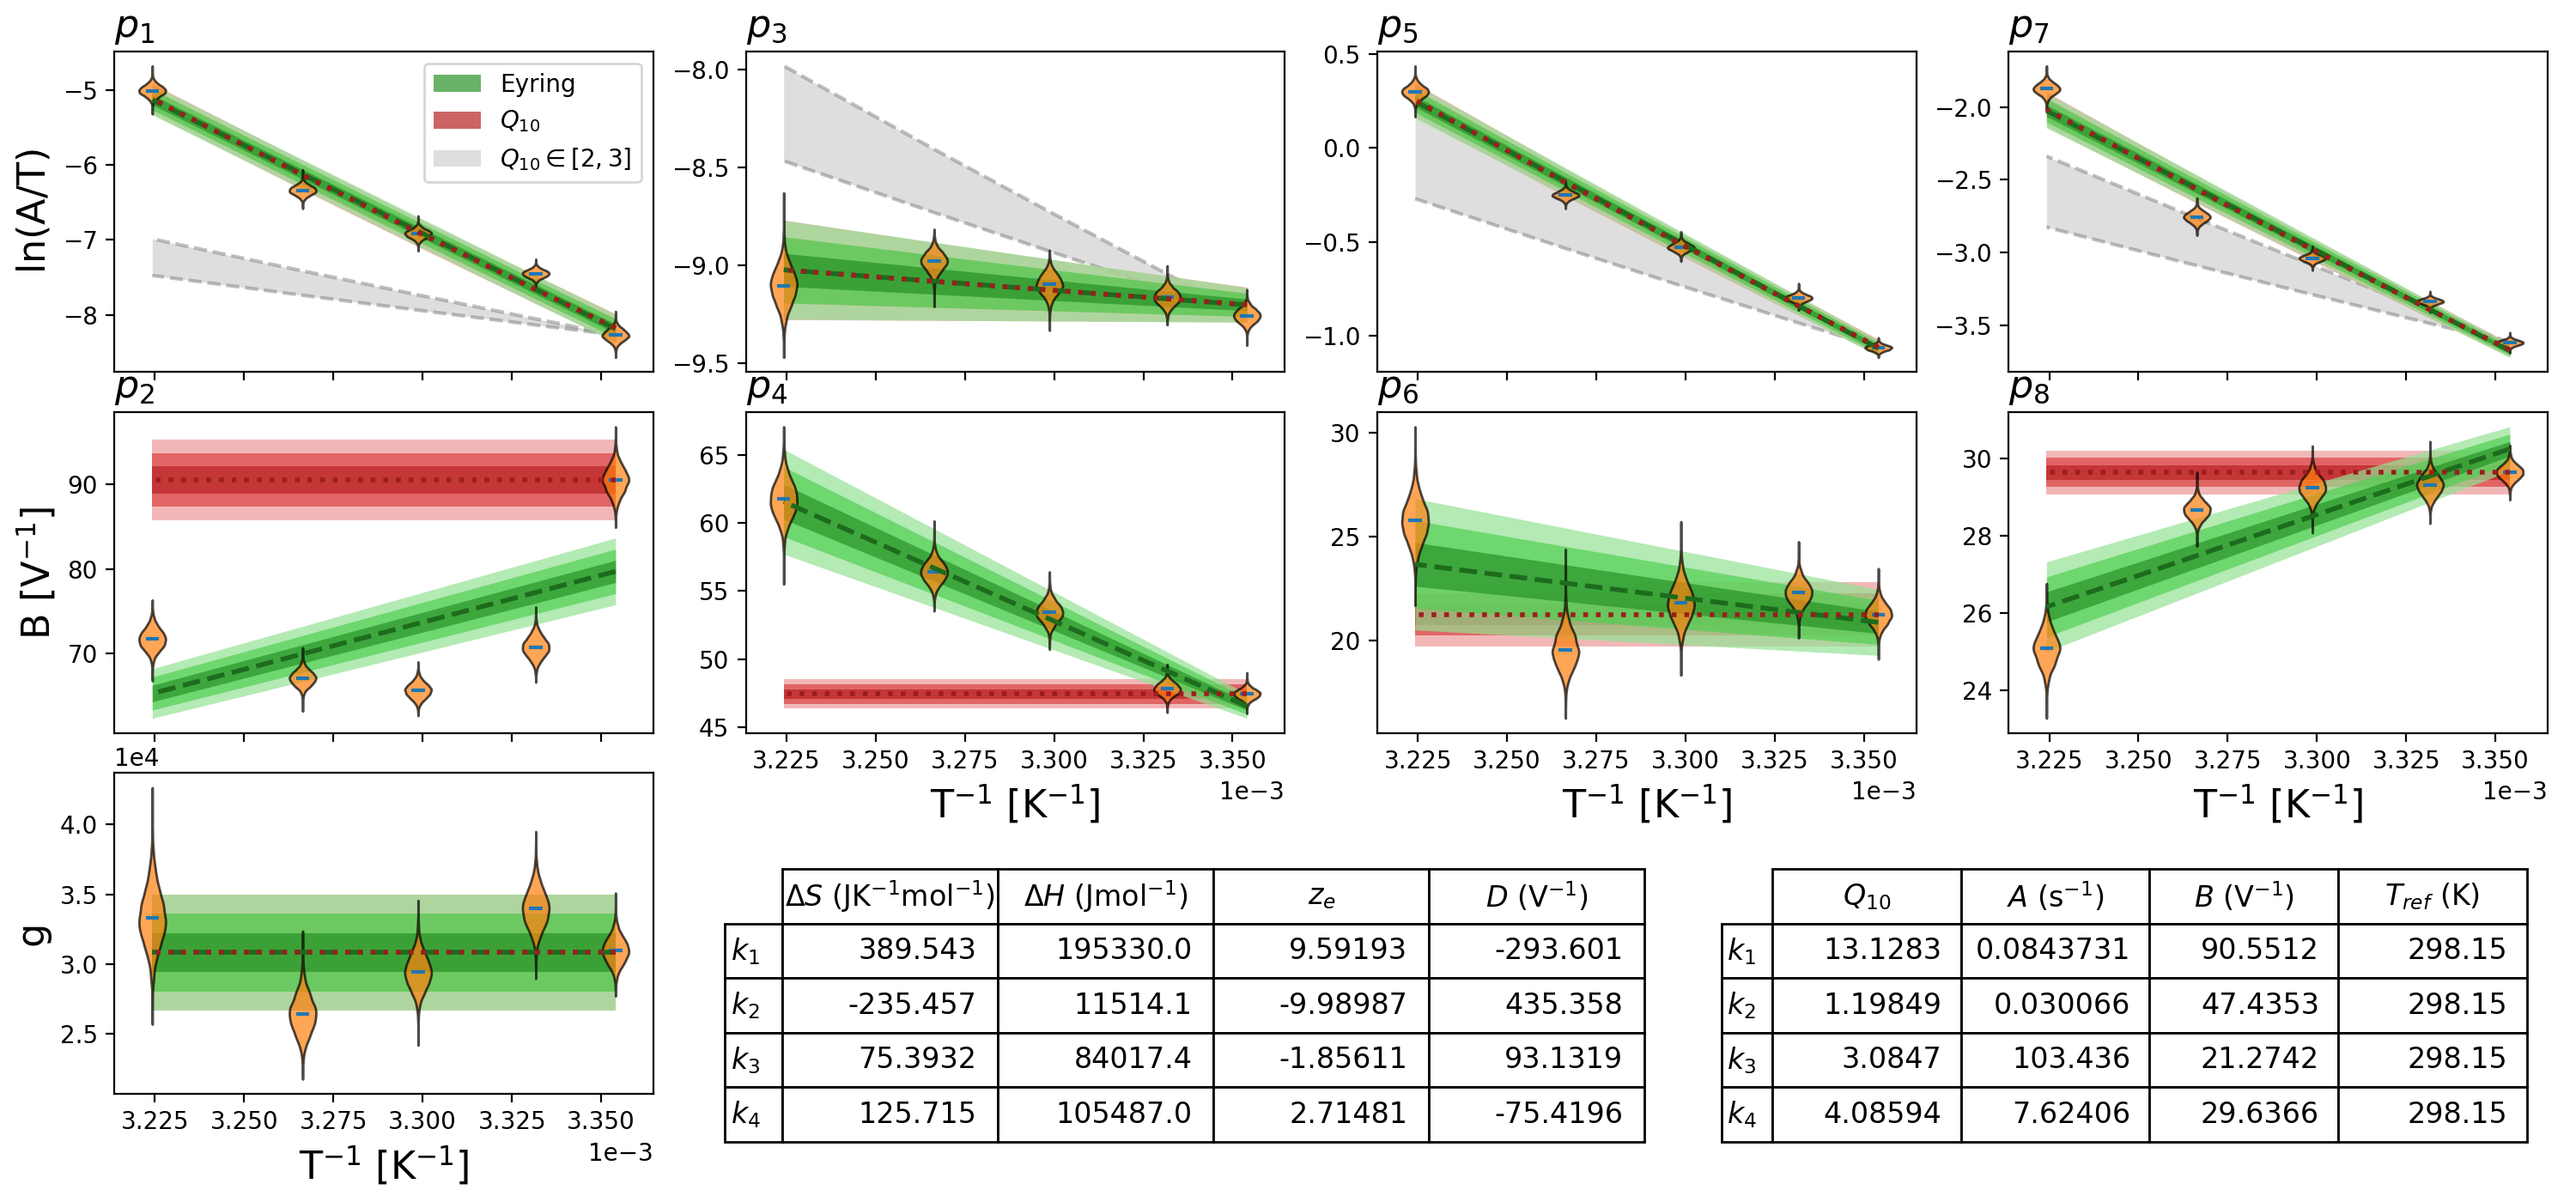 p1
p3
p5
p7
ln(A/T)
−5
−6
−7
−8
Eyring
Q10
Q10 ∈ [2, 3]
−8.0
−8.5
−9.0
−9.5
0.5
0.0
−0.5
−1.0
−2.0
−2.5
−3.0
−3.5
p2
p4
p6
p8
B [V−1]
90
80
70
65
60
55
50
45
30
25
20
30
28
26
24
3.225 3.250 3.275 3.300 3.325 3.350
1e−3
T−1 [K−1]
3.225 3.250 3.275 3.300 3.325 3.350
1e−3
T−1 [K−1]
3.225 3.250 3.275 3.300 3.325 3.350
1e−3
T−1 [K−1]
1e4
g
4.0
3.5
3.0
2.5
3.225 3.250 3.275 3.300 3.325 3.350
1e−3
T−1 [K−1]
ΔS (JK−1mol−1) ΔH (Jmol−1) ze D (V−1)
k1 389.543 195330.0 9.59193 -293.601
k2 -235.457 11514.1 -9.98987 435.358
k3 75.3932 84017.4 -1.85611 93.1319
k4 125.715 105487.0 2.71481 -75.4196
Q10 A (s−1) B (V−1) Tref (K)
k1 13.1283 0.0843731 90.5512 298.15
k2 1.19849 0.030066 47.4353 298.15
k3 3.0847 103.436 21.2742 298.15
k4 4.08594 7.62406 29.6366 298.15